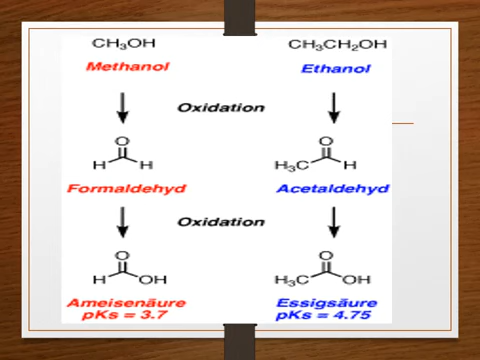 CH3OH CH3CH2OH
Methanol Ethanol
Oxidation
O O
H H H3C H
Formaldehyd Acetaldehyd
Oxidation
O O
H OH H3C OH
Ameisenäure Essigsäure
pKs = 3.7 pKs = 4.75